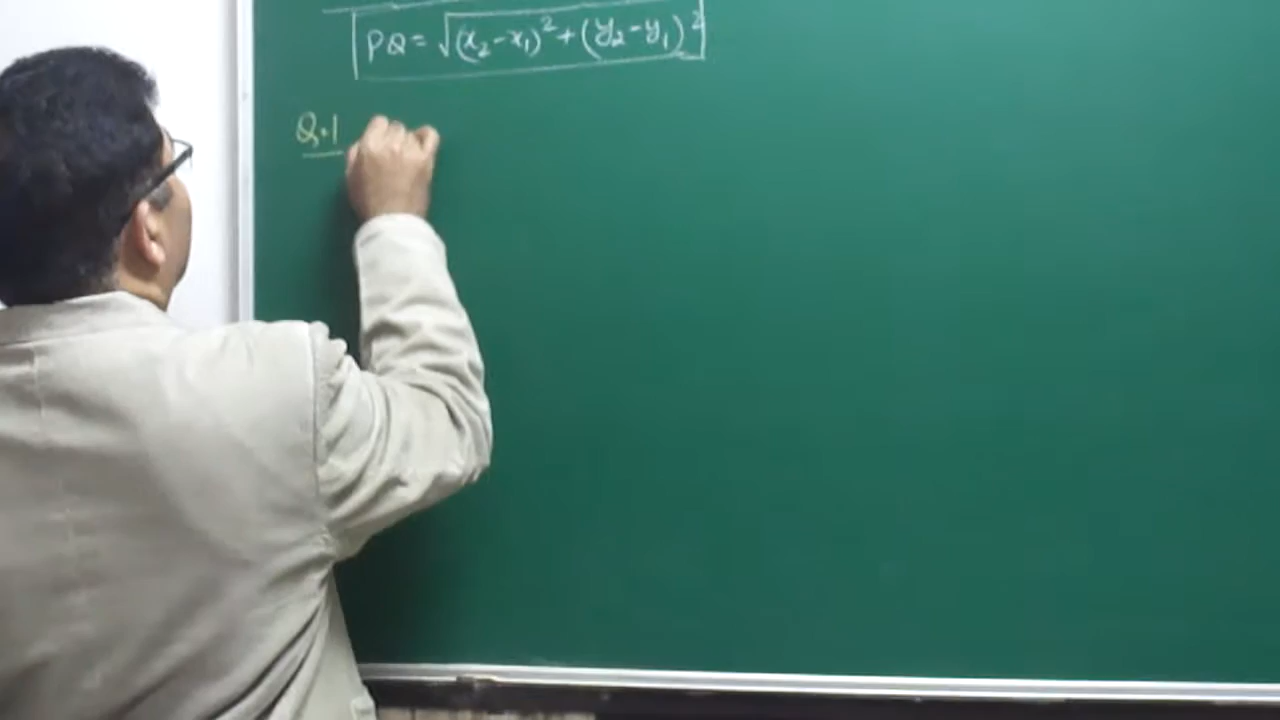 PQ = √(x₂-x₁)² + (y₂-y₁)²
Q.1